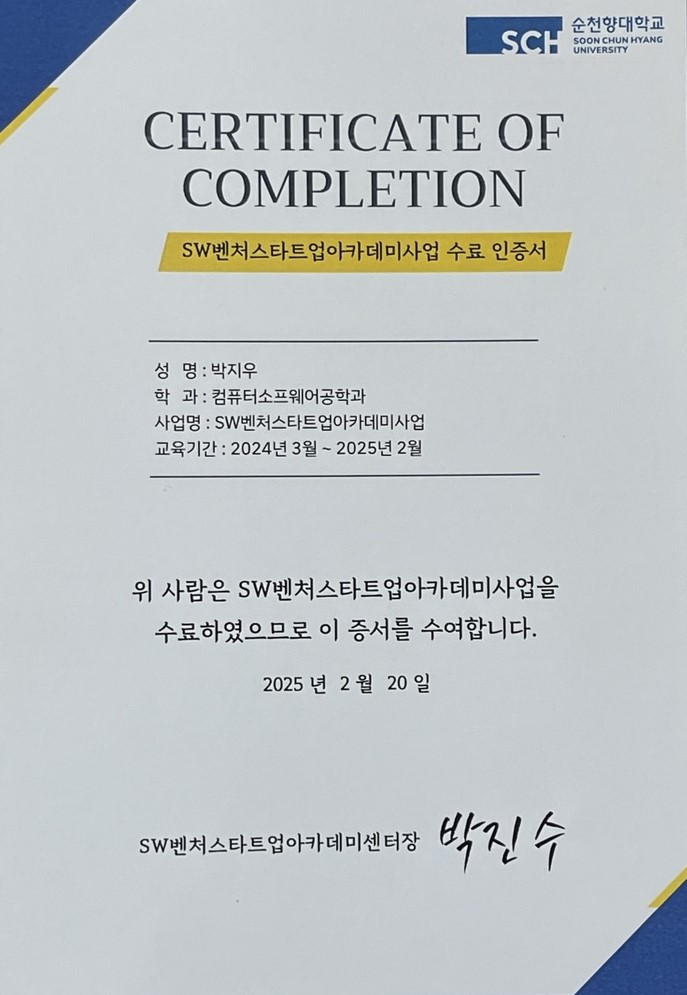 SCH 순천향대학교
SOON CHUN HYANG
UNIVERSITY
CERTIFICATE OF
COMPLETION
SW벤처스타트업아카데미사업 수료 인증서
성 명 : 박지우
학 과 : 컴퓨터소프웨어공학과
사업명 : SW벤처스타트업아카데미사업
교육기간 : 2024년 3월 ~ 2025년 2월
위 사람은 SW벤처스타트업아카데미사업을
수료하였으므로 이 증서를 수여합니다.
2025 년 2 월 20 일
SW벤처스타트업아카데미센터장 박진수